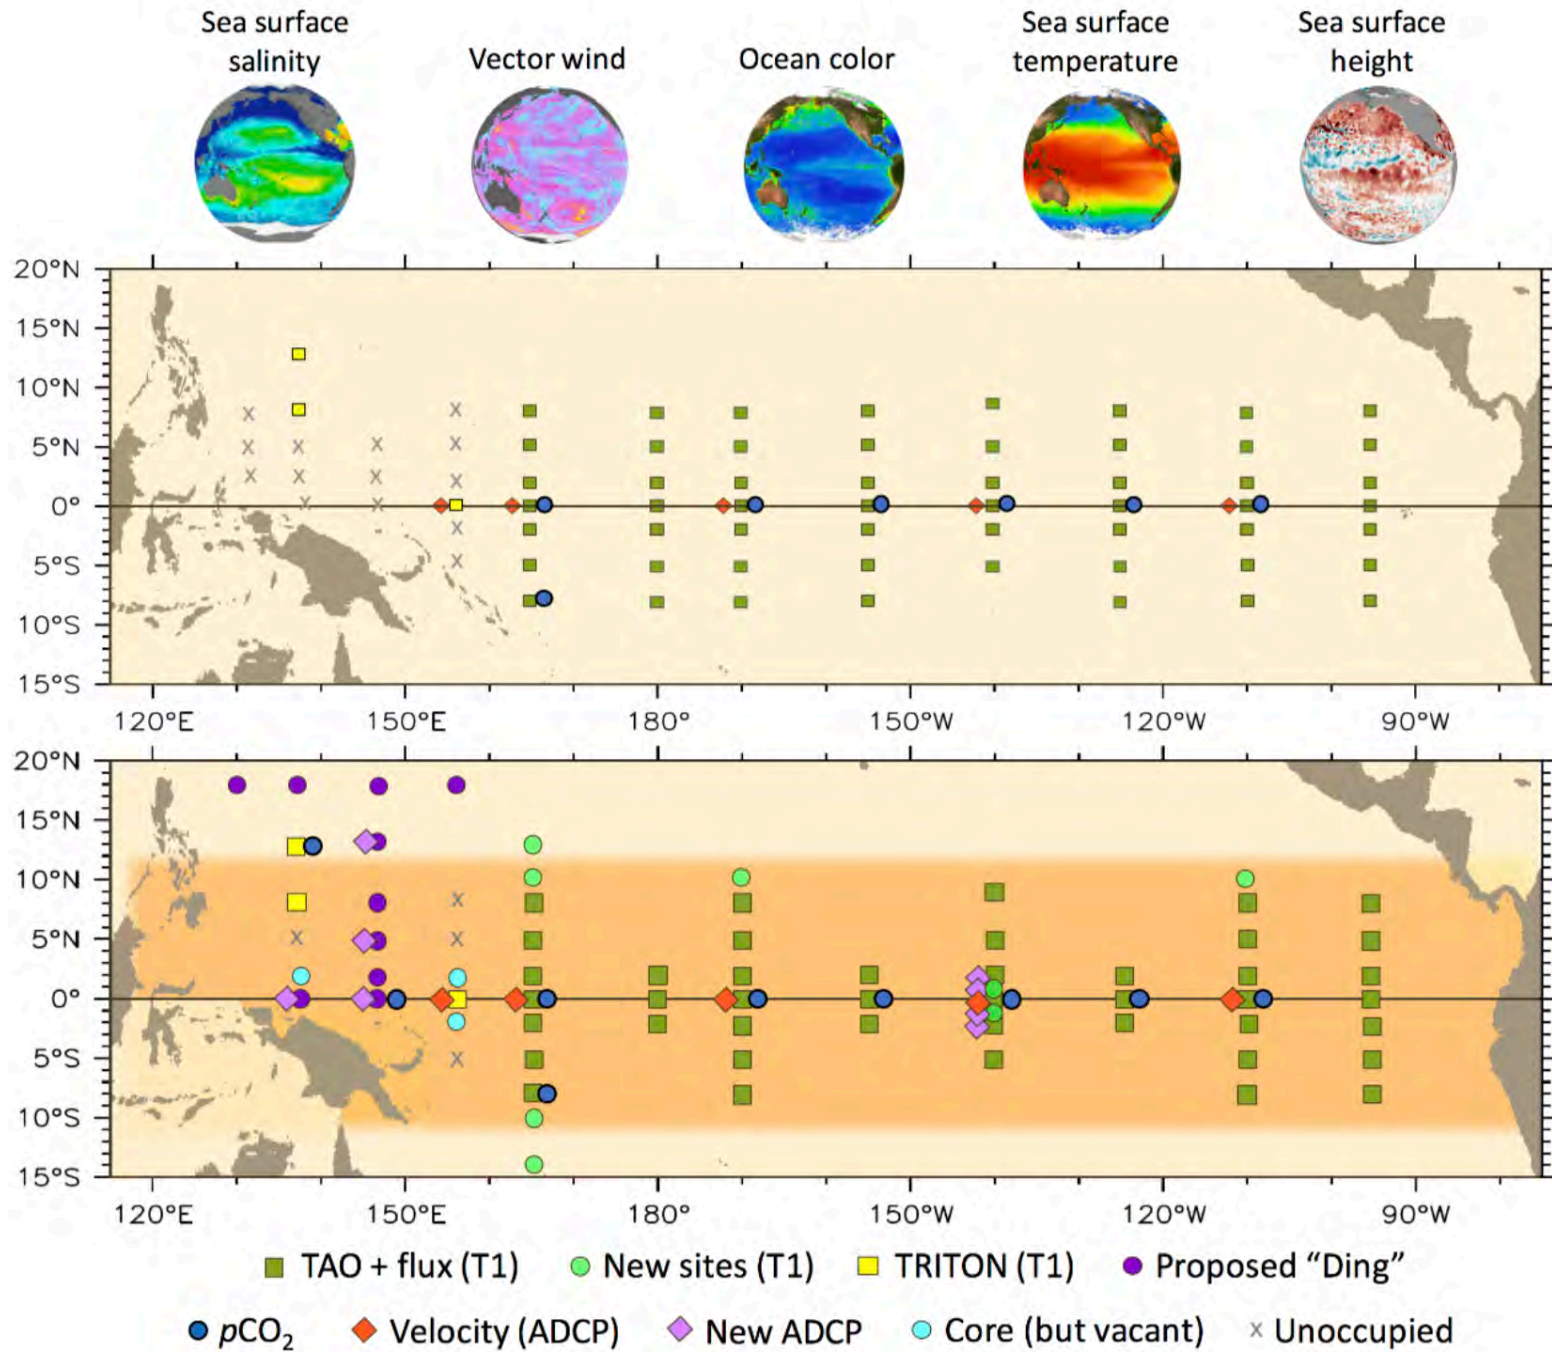 Sea surface salinity
Vector wind
Ocean color
Sea surface temperature
Sea surface height
20°N
15°N
10°N
5°N
0°
5°S
10°S
15°S
120°E 150°E 180° 150°W 120°W 90°W
20°N
15°N
10°N
5°N
0°
5°S
10°S
15°S
120°E 150°E 180° 150°W 120°W 90°W
TAO + flux (T1) New sites (T1) TRITON (T1) Proposed “Ding”
pCO₂ Velocity (ADCP) New ADCP Core (but vacant) x Unoccupied